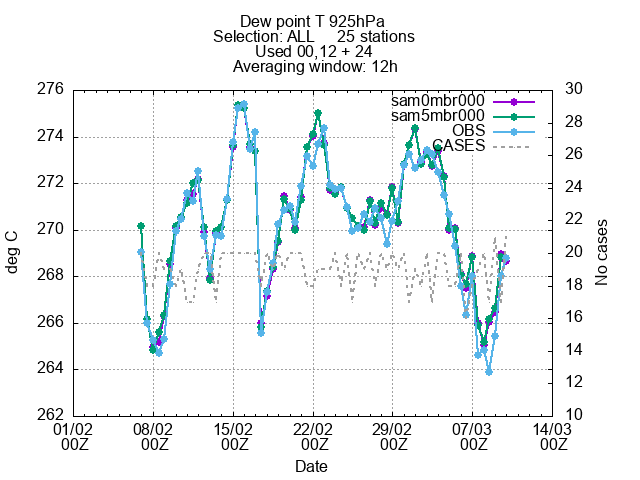 Dew point T 925hPa
Selection: ALL 25 stations
Used 00,12 + 24
Averaging window: 12h
276
274
272
270
268
266
264
262
30
28
26
24
22
20
18
16
14
12
10
sam0mbr000
sam5mbr000
OBS
CASES
deg C
No cases
01/02 08/02 15/02 22/02 29/02 07/03 14/03
00Z 00Z 00Z 00Z 00Z 00Z 00Z
Date